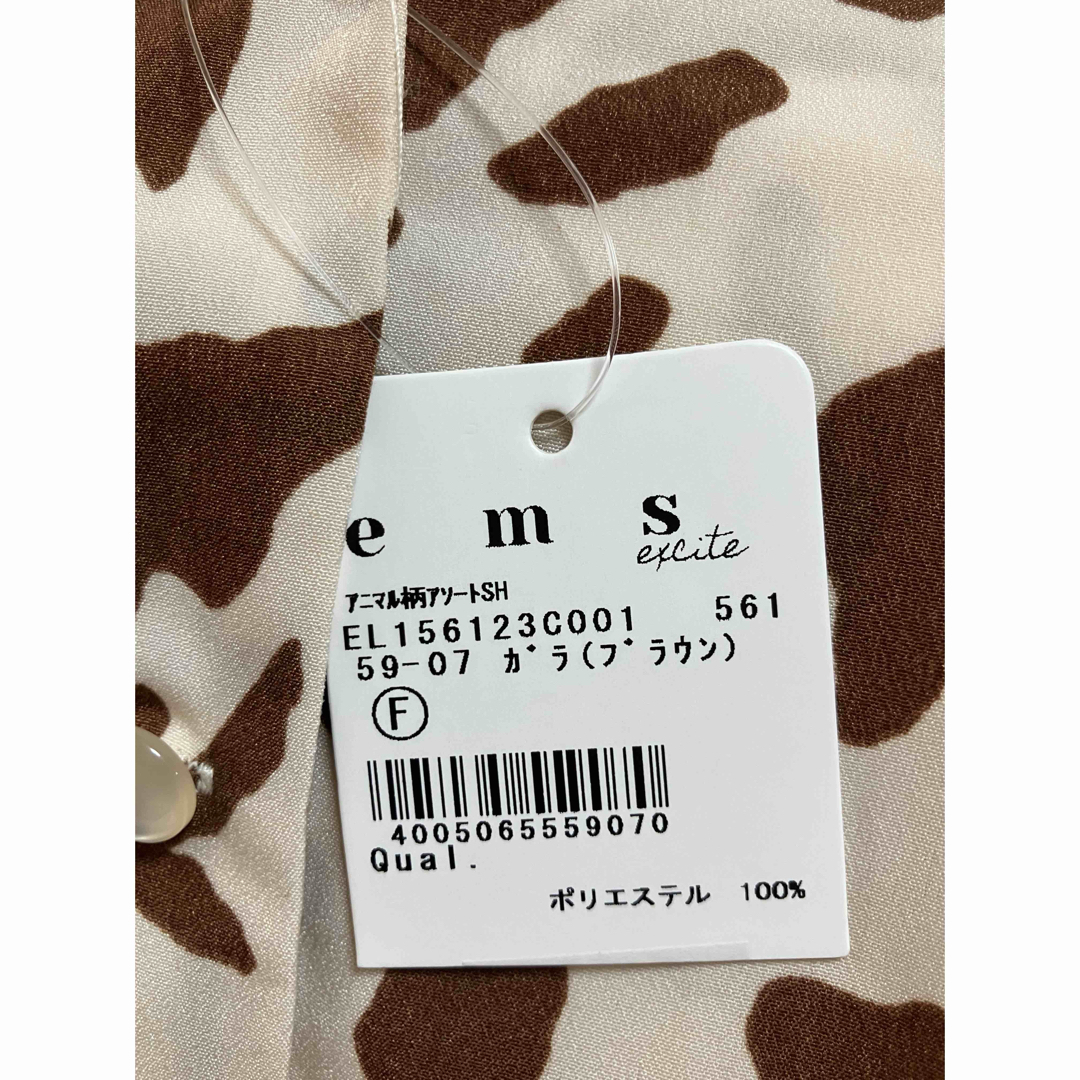 e m s
excite
ｱﾆﾏﾙ柄ｱｿｰﾄSH
EL156123C001 561
59-07 ｶﾞﾗ(ﾌﾞﾗｳﾝ)
Ⓕ
4005065559070
Qual.
ポリエステル 100%